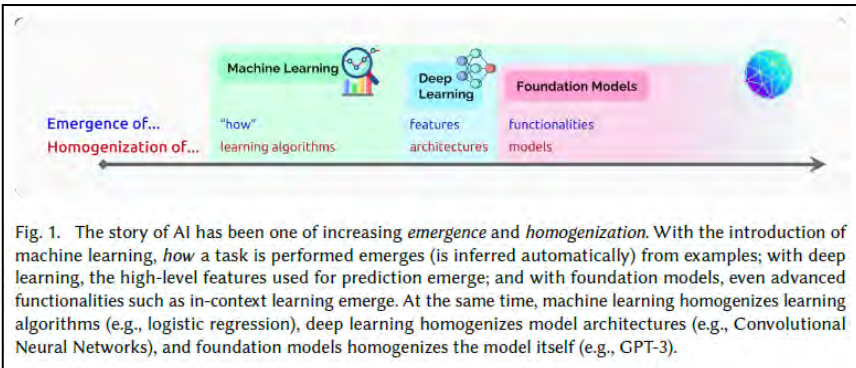 Machine Learning
Deep
Learning
Foundation Models
Emergence of... "how" features functionalities
Homogenization of... learning algorithms architectures models
Fig. 1. The story of AI has been one of increasing emergence and homogenization. With the introduction of
machine learning, how a task is performed emerges (is inferred automatically) from examples; with deep
learning, the high-level features used for prediction emerge; and with foundation models, even advanced
functionalities such as in-context learning emerge. At the same time, machine learning homogenizes learning
algorithms (e.g., logistic regression), deep learning homogenizes model architectures (e.g., Convolutional
Neural Networks), and foundation models homogenizes the model itself (e.g., GPT-3).